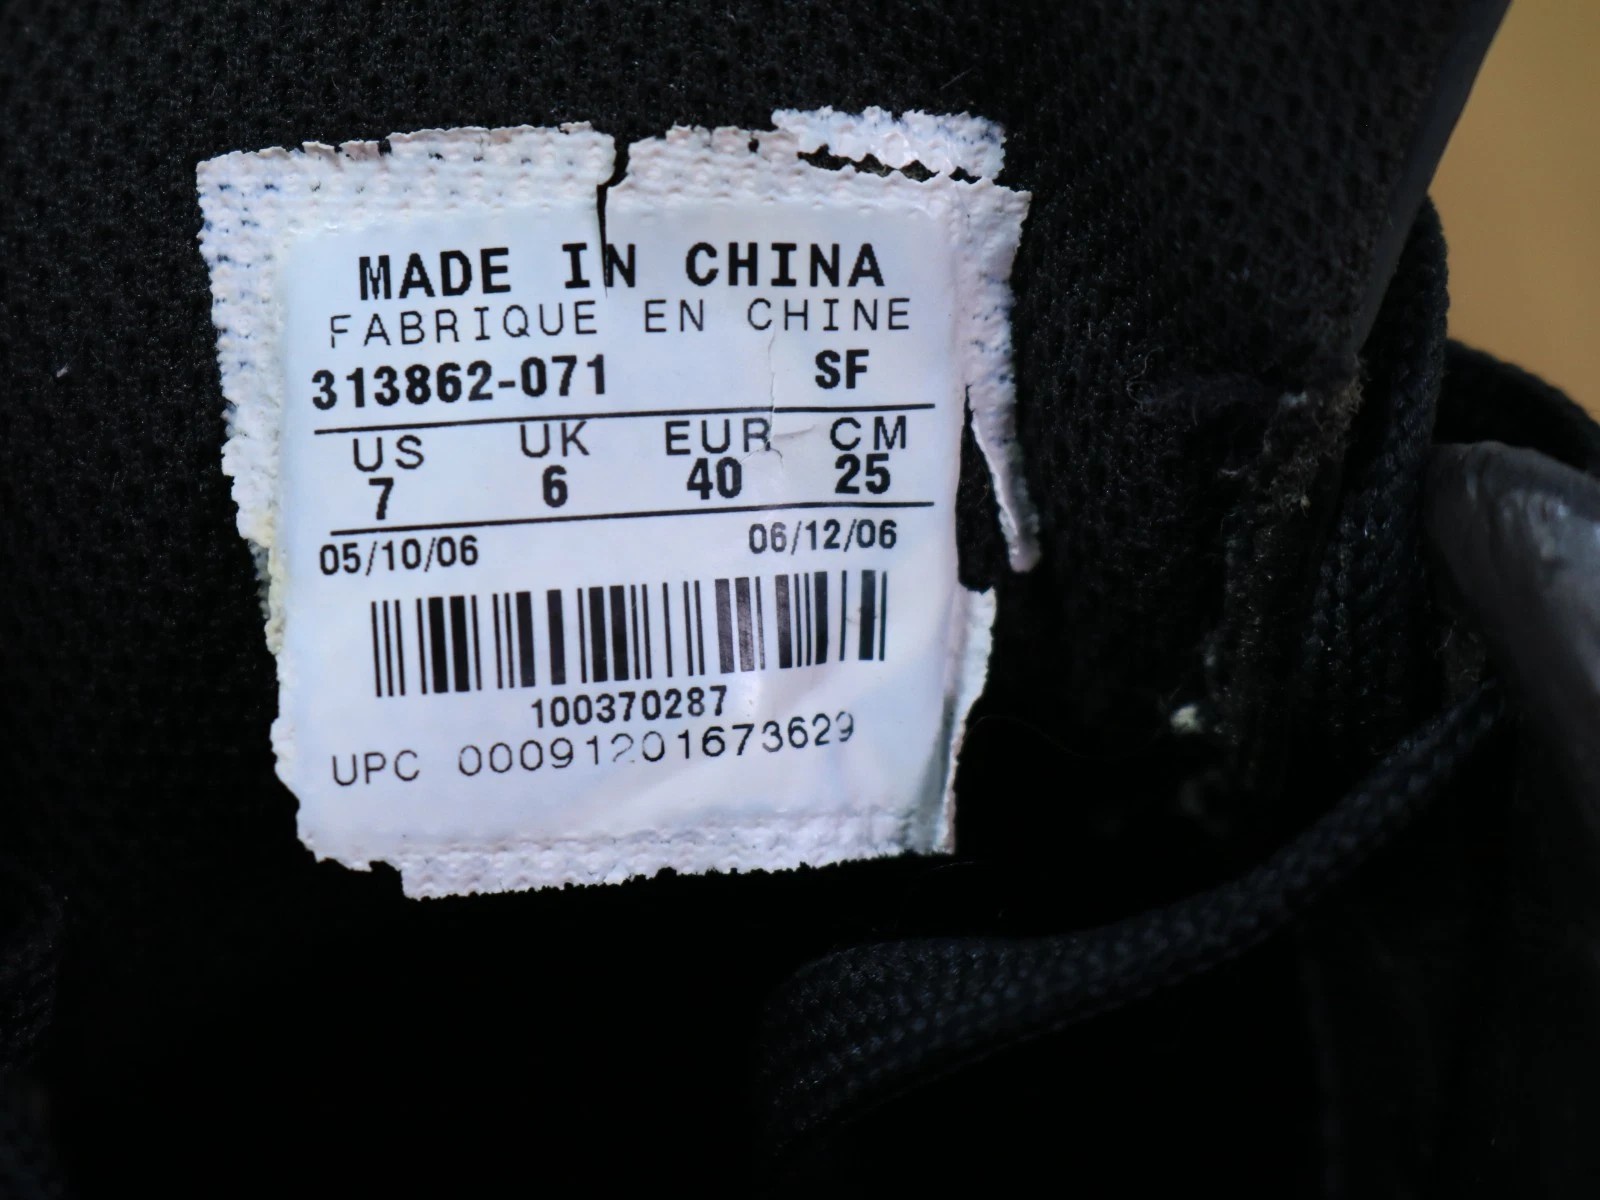 MADE IN CHINA
FABRIQUE EN CHINE
313862-071 SF
US UK EUR CM
7 6 40 25
05/10/06 06/12/06
100370287
UPC 00091201673629